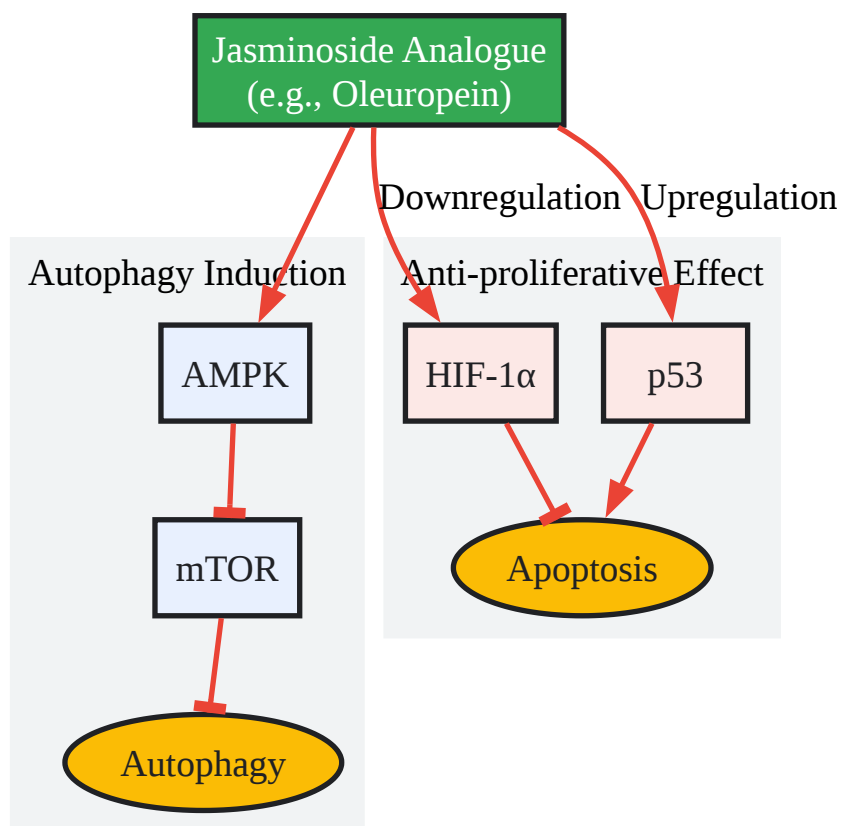 Jasminoside Analogue
(e.g., Oleuropein)
Downregulation
Upregulation
Autophagy Induction
Anti-proliferative Effect
AMPK
HIF-1α
p53
mTOR
Apoptosis
Autophagy